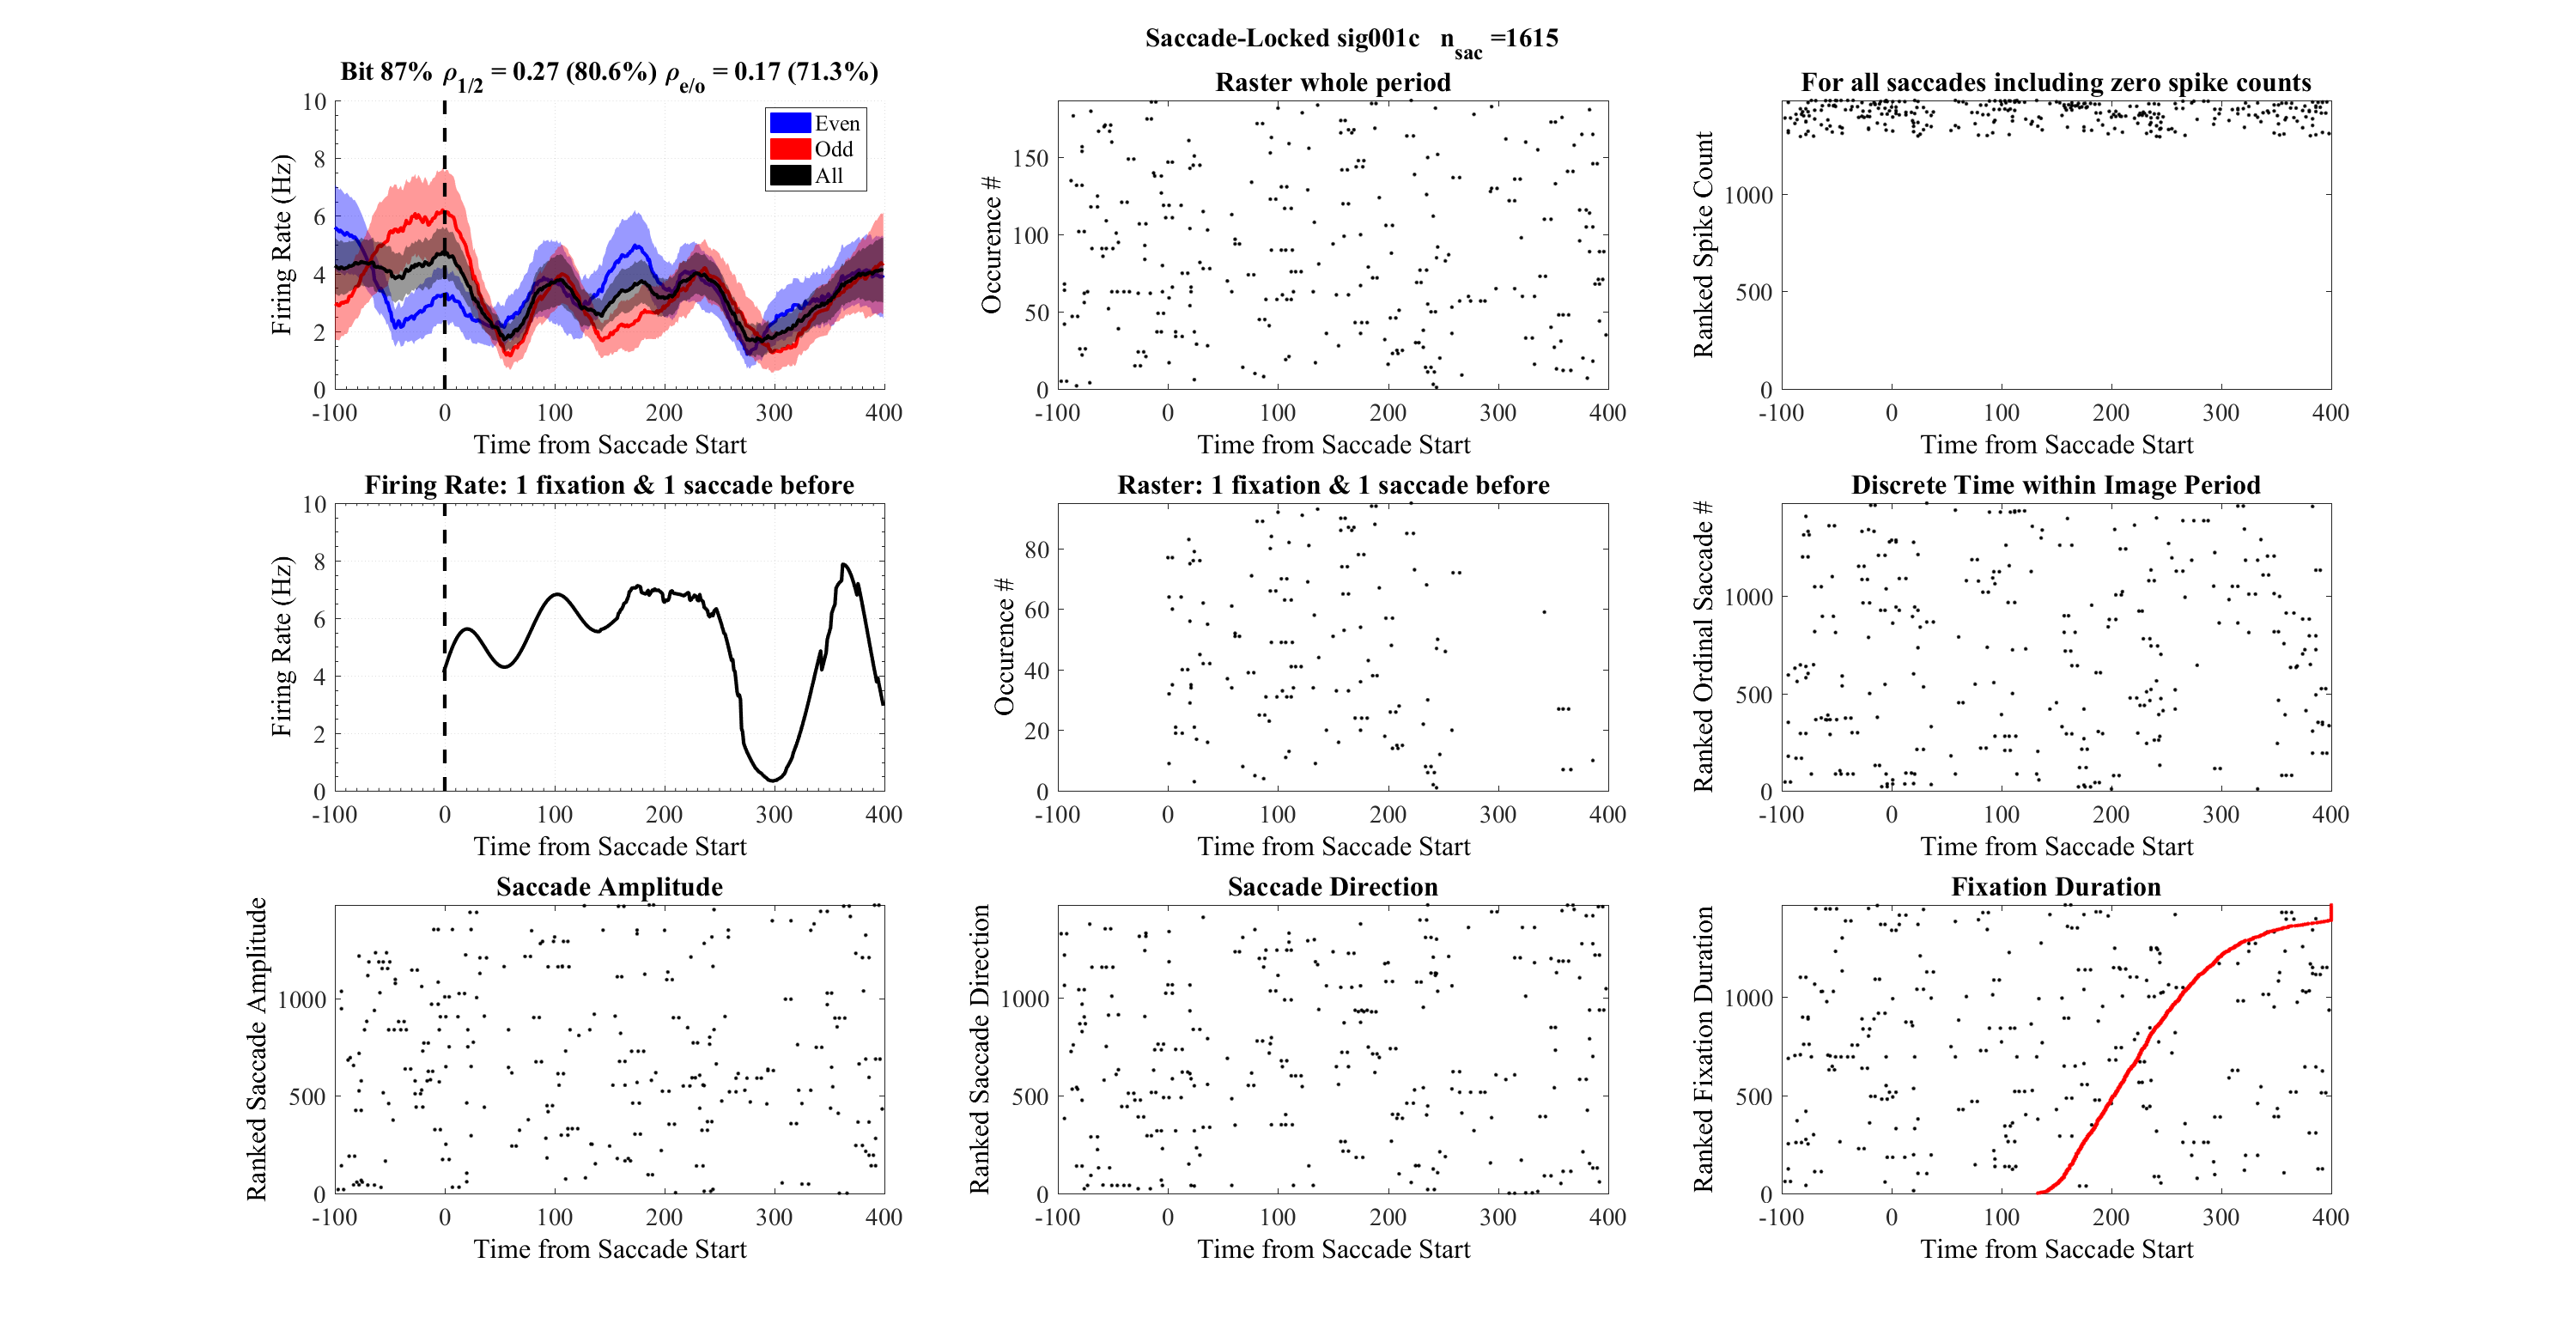 Saccade-Locked sig001c n_sac =1615
Bit 87% ρ_1/2 = 0.27 (80.6%) ρ_e/o = 0.17 (71.3%)
10
8
6
4
2
0
Firing Rate (Hz)
Even
Odd
All
-100 0 100 200 300 400
Time from Saccade Start
Raster whole period
150
100
50
0
Occurence #
-100 0 100 200 300 400
Time from Saccade Start
For all saccades including zero spike counts
1000
500
0
Ranked Spike Count
-100 0 100 200 300 400
Time from Saccade Start
Firing Rate: 1 fixation & 1 saccade before
10
8
6
4
2
0
Firing Rate (Hz)
-100 0 100 200 300 400
Time from Saccade Start
Raster: 1 fixation & 1 saccade before
80
60
40
20
0
Occurence #
-100 0 100 200 300 400
Time from Saccade Start
Discrete Time within Image Period
1000
500
0
Ranked Ordinal Saccade #
-100 0 100 200 300 400
Time from Saccade Start
Saccade Amplitude
1000
500
0
Ranked Saccade Amplitude
-100 0 100 200 300 400
Time from Saccade Start
Saccade Direction
1000
500
0
Ranked Saccade Direction
-100 0 100 200 300 400
Time from Saccade Start
Fixation Duration
1000
500
0
Ranked Fixation Duration
-100 0 100 200 300 400
Time from Saccade Start